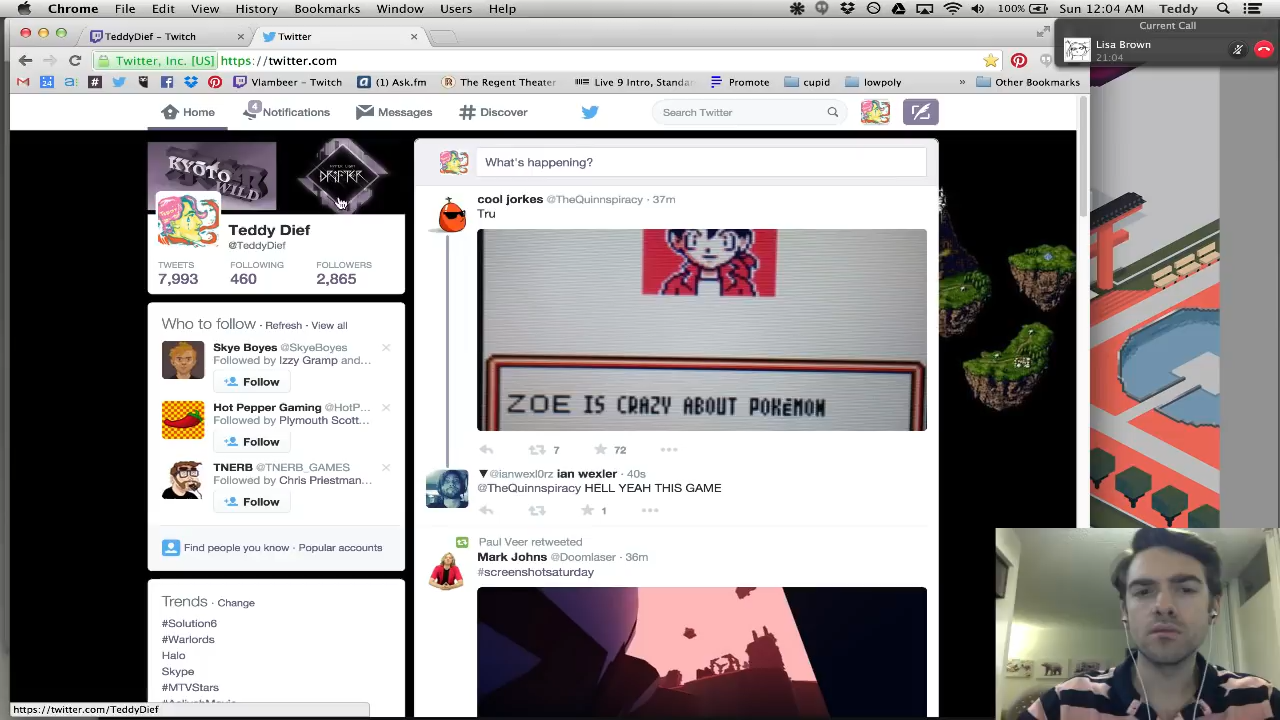 Chrome File Edit View History Bookmarks Window Users Help 100% Sun 12:04 AM Teddy
Current Call
Lisa Brown
21:04
TeddyDief - Twitch
Twitter
Twitter, Inc. [US] https://twitter.com
Vlambeer - Twitch Ask.fm The Regent Theater Live 9 Intro, Standa Promote cupid lowpoly » Other Bookmarks
Home 4 Notifications Messages Discover Search Twitter
KYŌTO WILD
HYPER LIGHT DRIFTER
Teddy Dief
@TeddyDief
TWEETS FOLLOWING FOLLOWERS
7,993 460 2,865
Who to follow · Refresh · View all
Skye Boyes @SkyeBoyes
Followed by Izzy Gramp and...
Follow
Hot Pepper Gaming @HotP...
Followed by Plymouth Scott...
Follow
TNERB @TNERB_GAMES
Followed by Chris Priestman...
Follow
Find people you know · Popular accounts
Trends · Change
#Solution6
#Warlords
Halo
Skype
#MTVStars
What's happening?
cool jorkes @TheQuinnspiracy · 37m
Tru
ZOE IS CRAZY ABOUT POKéMON
7 72
@ianwexl0rz ian wexler · 40s
@TheQuinnspiracy HELL YEAH THIS GAME
1
Paul Veer retweeted
Mark Johns @Doomlaser · 36m
#screenshotsaturday
https://twitter.com/TeddyDief